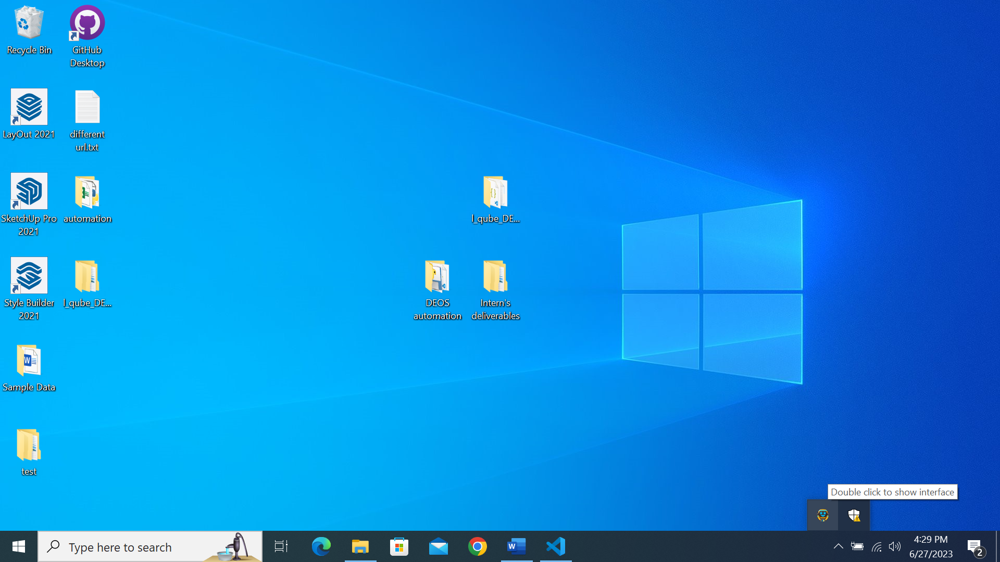 Recycle Bin
GitHub
Desktop
LayOut 2021
different
url.txt
SketchUp Pro
2021
automation
l_qube_DE...
Style Builder
2021
l_qube_DE...
DEOS
automation
Intern's
deliverables
Sample Data
test
Double click to show interface
Type here to search
4:29 PM
6/27/2023
2